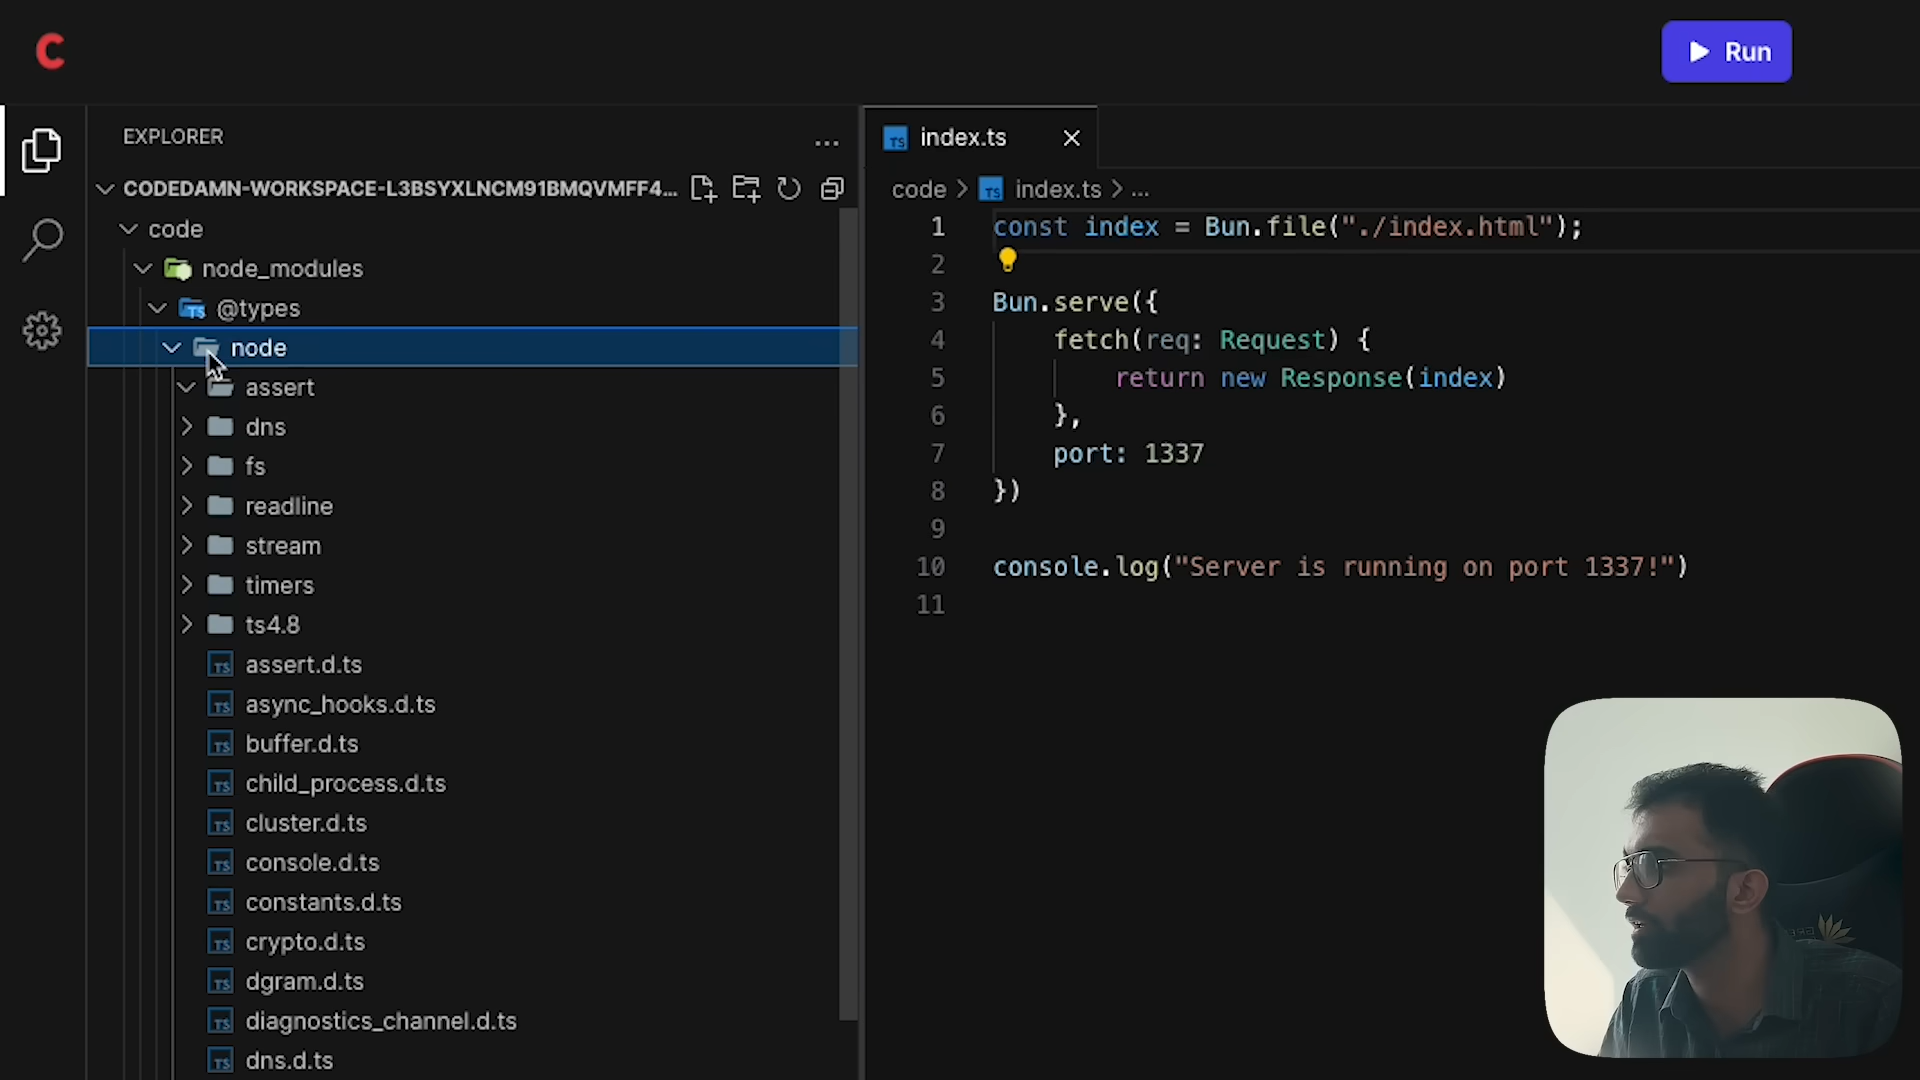 C
Run
EXPLORER
...
CODEDAMN-WORKSPACE-L3BSYXLNCM91BMQVMFF4...
code
node_modules
@types
node
assert
dns
fs
readline
stream
timers
ts4.8
assert.d.ts
async_hooks.d.ts
buffer.d.ts
child_process.d.ts
cluster.d.ts
console.d.ts
constants.d.ts
crypto.d.ts
dgram.d.ts
diagnostics_channel.d.ts
dns.d.ts
TS index.ts
code > TS index.ts > ...
1 const index = Bun.file("./index.html");
2
3 Bun.serve({
4 fetch(req: Request) {
5 return new Response(index)
6 },
7 port: 1337
8 })
9
10 console.log("Server is running on port 1337!")
11